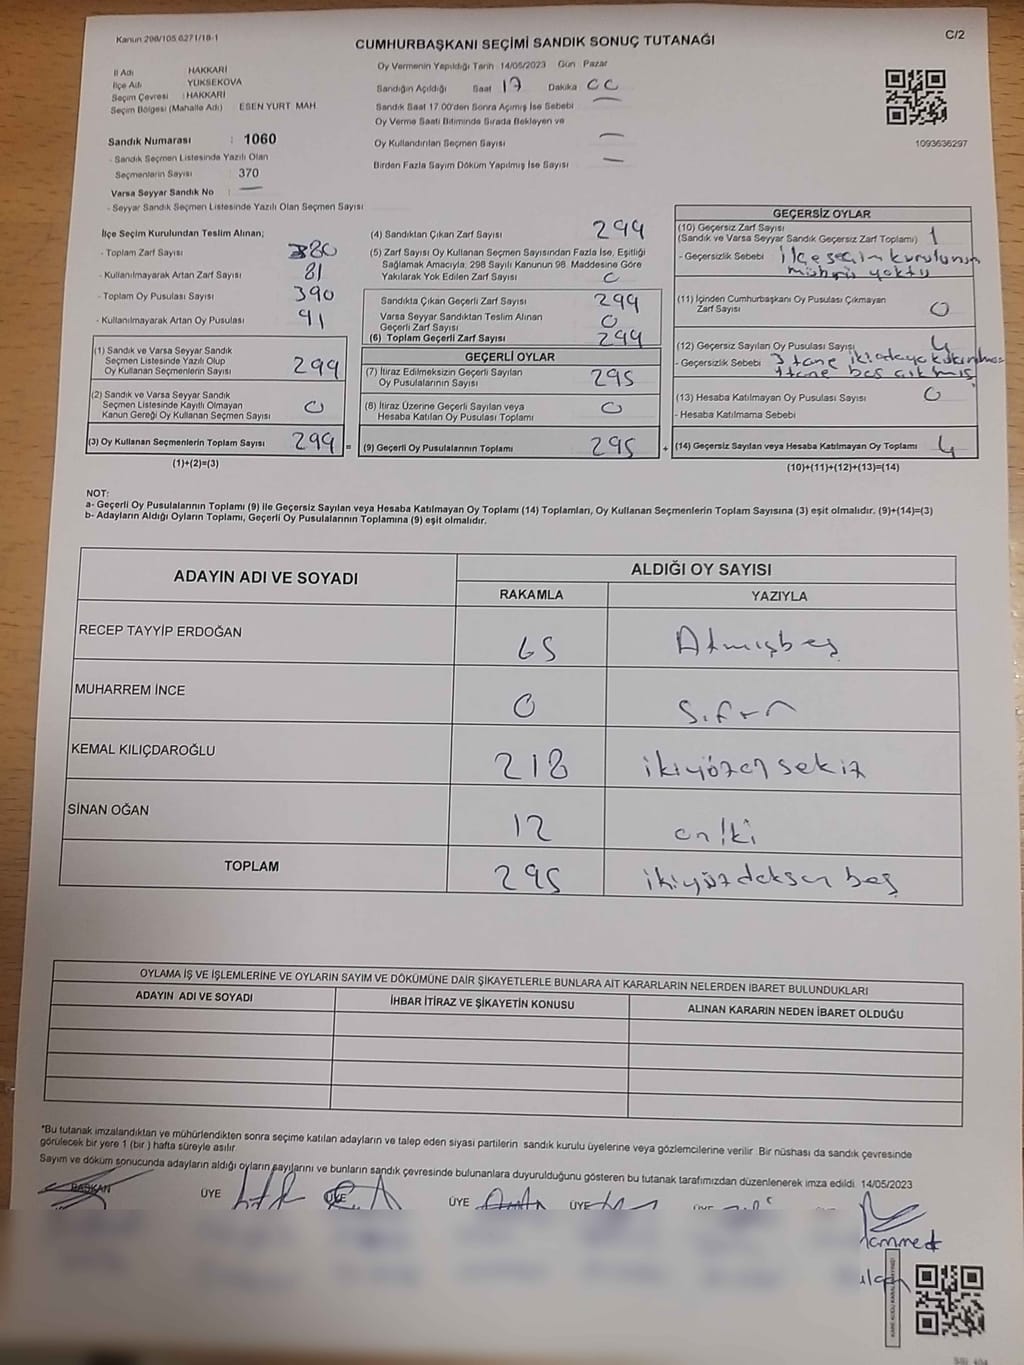 Kanun 298/105,6271/18-1
C/2
CUMHURBAŞKANI SEÇİMİ SANDIK SONUÇ TUTANAĞI
İl Adı HAKKARİ
İlçe Adı YÜKSEKOVA
Seçim Çevresi : HAKKARİ
Seçim Bölgesi (Mahalle Adı) ESEN YURT MAH.
Oy Vermenin Yapıldığı Tarih : 14/05/2023 Gün : Pazar
Sandığın Açıldığı Saat 17 Dakika 00
Sandık Saat 17.00'den Sonra Açımış İse Sebebi —
Oy Verme Saati Bitiminde Sırada Bekleyen ve
Oy Kullandırılan Seçmen Sayısı —
Birden Fazla Sayım Döküm Yapılmış İse Sayısı —
1093636297
Sandık Numarası : 1060
- Sandık Seçmen Listesinde Yazılı Olan
Seçmenlerin Sayısı 370
Varsa Seyyar Sandık No : —
- Seyyar Sandık Seçmen Listesinde Yazılı Olan Seçmen Sayısı
İlçe Seçim Kurulundan Teslim Alınan;
- Toplam Zarf Sayısı 380
- Kullanılmayarak Artan Zarf Sayısı 81
- Toplam Oy Pusulası Sayısı 390
- Kullanılmayarak Artan Oy Pusulası 91
(1) Sandık ve Varsa Seyyar Sandık
Seçmen Listesinde Yazılı Olup
Oy Kullanan Seçmenlerin Sayısı 299
(2) Sandık ve Varsa Seyyar Sandık
Seçmen Listesinde Kayıtlı Olmayan
Kanun Gereği Oy Kullanan Seçmen Sayısı 0
(3) Oy Kullanan Seçmenlerin Toplam Sayısı 299 =
(1)+(2)=(3)
(4) Sandıktan Çıkan Zarf Sayısı 299
(5) Zarf Sayısı Oy Kullanan Seçmen Sayısından Fazla İse, Eşitliği
Sağlamak Amacıyla; 298 Sayılı Kanunun 98. Maddesine Göre
Yakılarak Yok Edilen Zarf Sayısı 0
Sandıkta Çıkan Geçerli Zarf Sayısı 299
Varsa Seyyar Sandıktan Teslim Alınan
Geçerli Zarf Sayısı 0
(6) Toplam Geçerli Zarf Sayısı 299
GEÇERLİ OYLAR
(7) İtiraz Edilmeksizin Geçerli Sayılan
Oy Pusulalarının Sayısı 295
(8) İtiraz Üzerine Geçerli Sayılan veya
Hesaba Katılan Oy Pusulası Toplamı 0
(9) Geçerli Oy Pusulalarının Toplamı 295 +
GEÇERSİZ OYLAR
(10) Geçersiz Zarf Sayısı
(Sandık ve Varsa Seyyar Sandık Geçersiz Zarf Toplamı) 1
- Geçersizlik Sebebi ilçe seçim kurulunun
mührü yoktu
(11) İçinden Cumhurbaşkanı Oy Pusulası Çıkmayan
Zarf Sayısı 0
(12) Geçersiz Sayılan Oy Pusulası Sayısı 4
- Geçersizlik Sebebi 3 tane iki adaya
1 tane boş çıkmış
(13) Hesaba Katılmayan Oy Pusulası Sayısı 0
- Hesaba Katılmama Sebebi
(14) Geçersiz Sayılan veya Hesaba Katılmayan Oy Toplamı 4
(10)+(11)+(12)+(13)=(14)
NOT:
a- Geçerli Oy Pusulalarının Toplamı (9) ile Geçersiz Sayılan veya Hesaba Katılmayan Oy Toplamı (14) Toplamları, Oy Kullanan Seçmenlerin Toplam Sayısına (3) eşit olmalıdır. (9)+(14)=(3)
b- Adayların Aldığı Oyların Toplamı, Geçerli Oy Pusulalarının Toplamına (9) eşit olmalıdır.
ADAYIN ADI VE SOYADI ALDIĞI OY SAYISI
RAKAMLA YAZIYLA
RECEP TAYYİP ERDOĞAN 65 Atmışbeş
MUHARREM İNCE 0 Sıfır
KEMAL KILIÇDAROĞLU 218 ikiyüzon sekiz
SİNAN OĞAN 12 on iki
TOPLAM 295 ikiyüzdoksan beş
OYLAMA İŞ VE İŞLEMLERİNE VE OYLARIN SAYIM VE DÖKÜMÜNE DAİR ŞİKAYETLERLE BUNLARA AİT KARARLARIN NELERDEN İBARET BULUNDUKLARI
ADAYIN ADI VE SOYADI İHBAR İTİRAZ VE ŞİKAYETİN KONUSU ALINAN KARARIN NEDEN İBARET OLDUĞU
*Bu tutanak imzalandıktan ve mühürlendikten sonra seçime katılan adayların ve talep eden siyasi partilerin sandık kurulu üyelerine veya gözlemcilerine verilir. Bir nüshası da sandık çevresinde
görülecek bir yere 1 (bir ) hafta süreyle asılır.
Sayım ve döküm sonucunda adayların aldığı oyların sayılarını ve bunların sandık çevresinde bulunanlara duyurulduğunu gösteren bu tutanak tarafımızdan düzenlenerek imza edildi. 14/05/2023
BAŞKAN ÜYE ÜYE ÜYE ÜYE